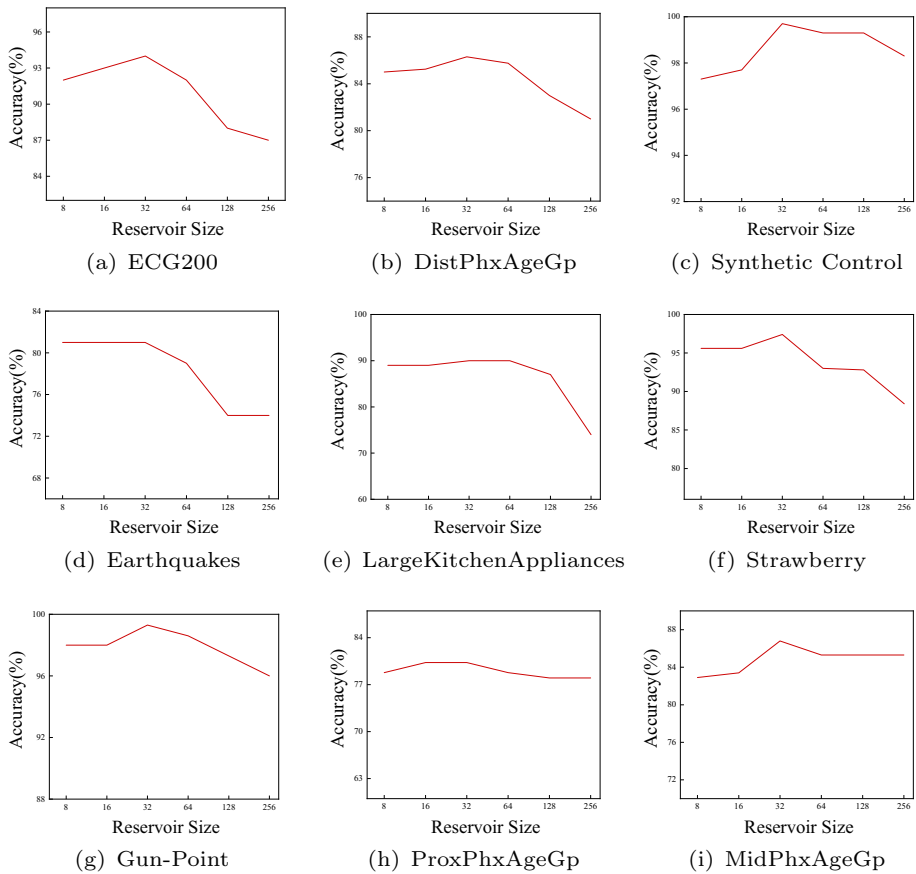 Accuracy(%)
96
93
90
87
84
8 16 32 64 128 256
Reservoir Size
(a) ECG200
Accuracy(%)
88
84
80
76
8 16 32 64 128 256
Reservoir Size
(b) DistPhxAgeGp
Accuracy(%)
100
98
96
94
92
8 16 32 64 128 256
Reservoir Size
(c) Synthetic Control
Accuracy(%)
84
80
76
72
68
8 16 32 64 128 256
Reservoir Size
(d) Earthquakes
Accuracy(%)
100
90
80
70
60
8 16 32 64 128 256
Reservoir Size
(e) LargeKitchenAppliances
Accuracy(%)
100
95
90
85
80
8 16 32 64 128 256
Reservoir Size
(f) Strawberry
Accuracy(%)
100
96
92
88
8 16 32 64 128 256
Reservoir Size
(g) Gun-Point
Accuracy(%)
84
77
70
63
8 16 32 64 128 256
Reservoir Size
(h) ProxPhxAgeGp
Accuracy(%)
88
84
80
76
72
8 16 32 64 128 256
Reservoir Size
(i) MidPhxAgeGp